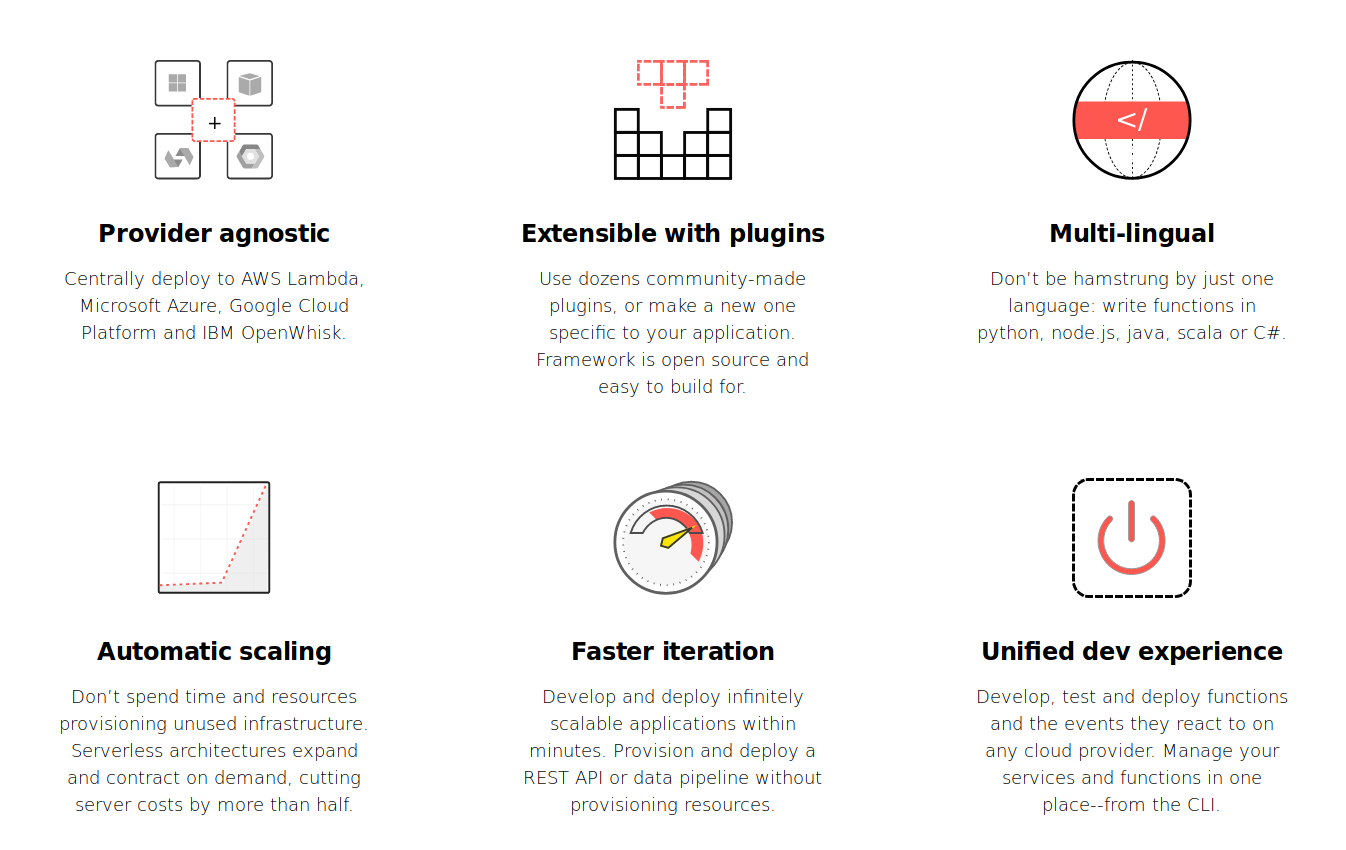 +
</
Provider agnostic
Centrally deploy to AWS Lambda,
Microsoft Azure, Google Cloud
Platform and IBM OpenWhisk.
Extensible with plugins
Use dozens community-made
plugins, or make a new one
specific to your application.
Framework is open source and
easy to build for.
Multi-lingual
Don’t be hamstrung by just one
language: write functions in
python, node.js, java, scala or C#.
Automatic scaling
Don’t spend time and resources
provisioning unused infrastructure.
Serverless architectures expand
and contract on demand, cutting
server costs by more than half.
Faster iteration
Develop and deploy infinitely
scalable applications within
minutes. Provision and deploy a
REST API or data pipeline without
provisioning resources.
Unified dev experience
Develop, test and deploy functions
and the events they react to on
any cloud provider. Manage your
services and functions in one
place--from the CLI.